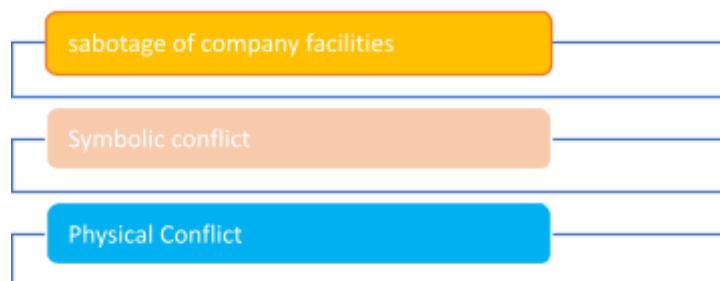 sabotage of company facilities
Symbolic conflict
Physical Conflict